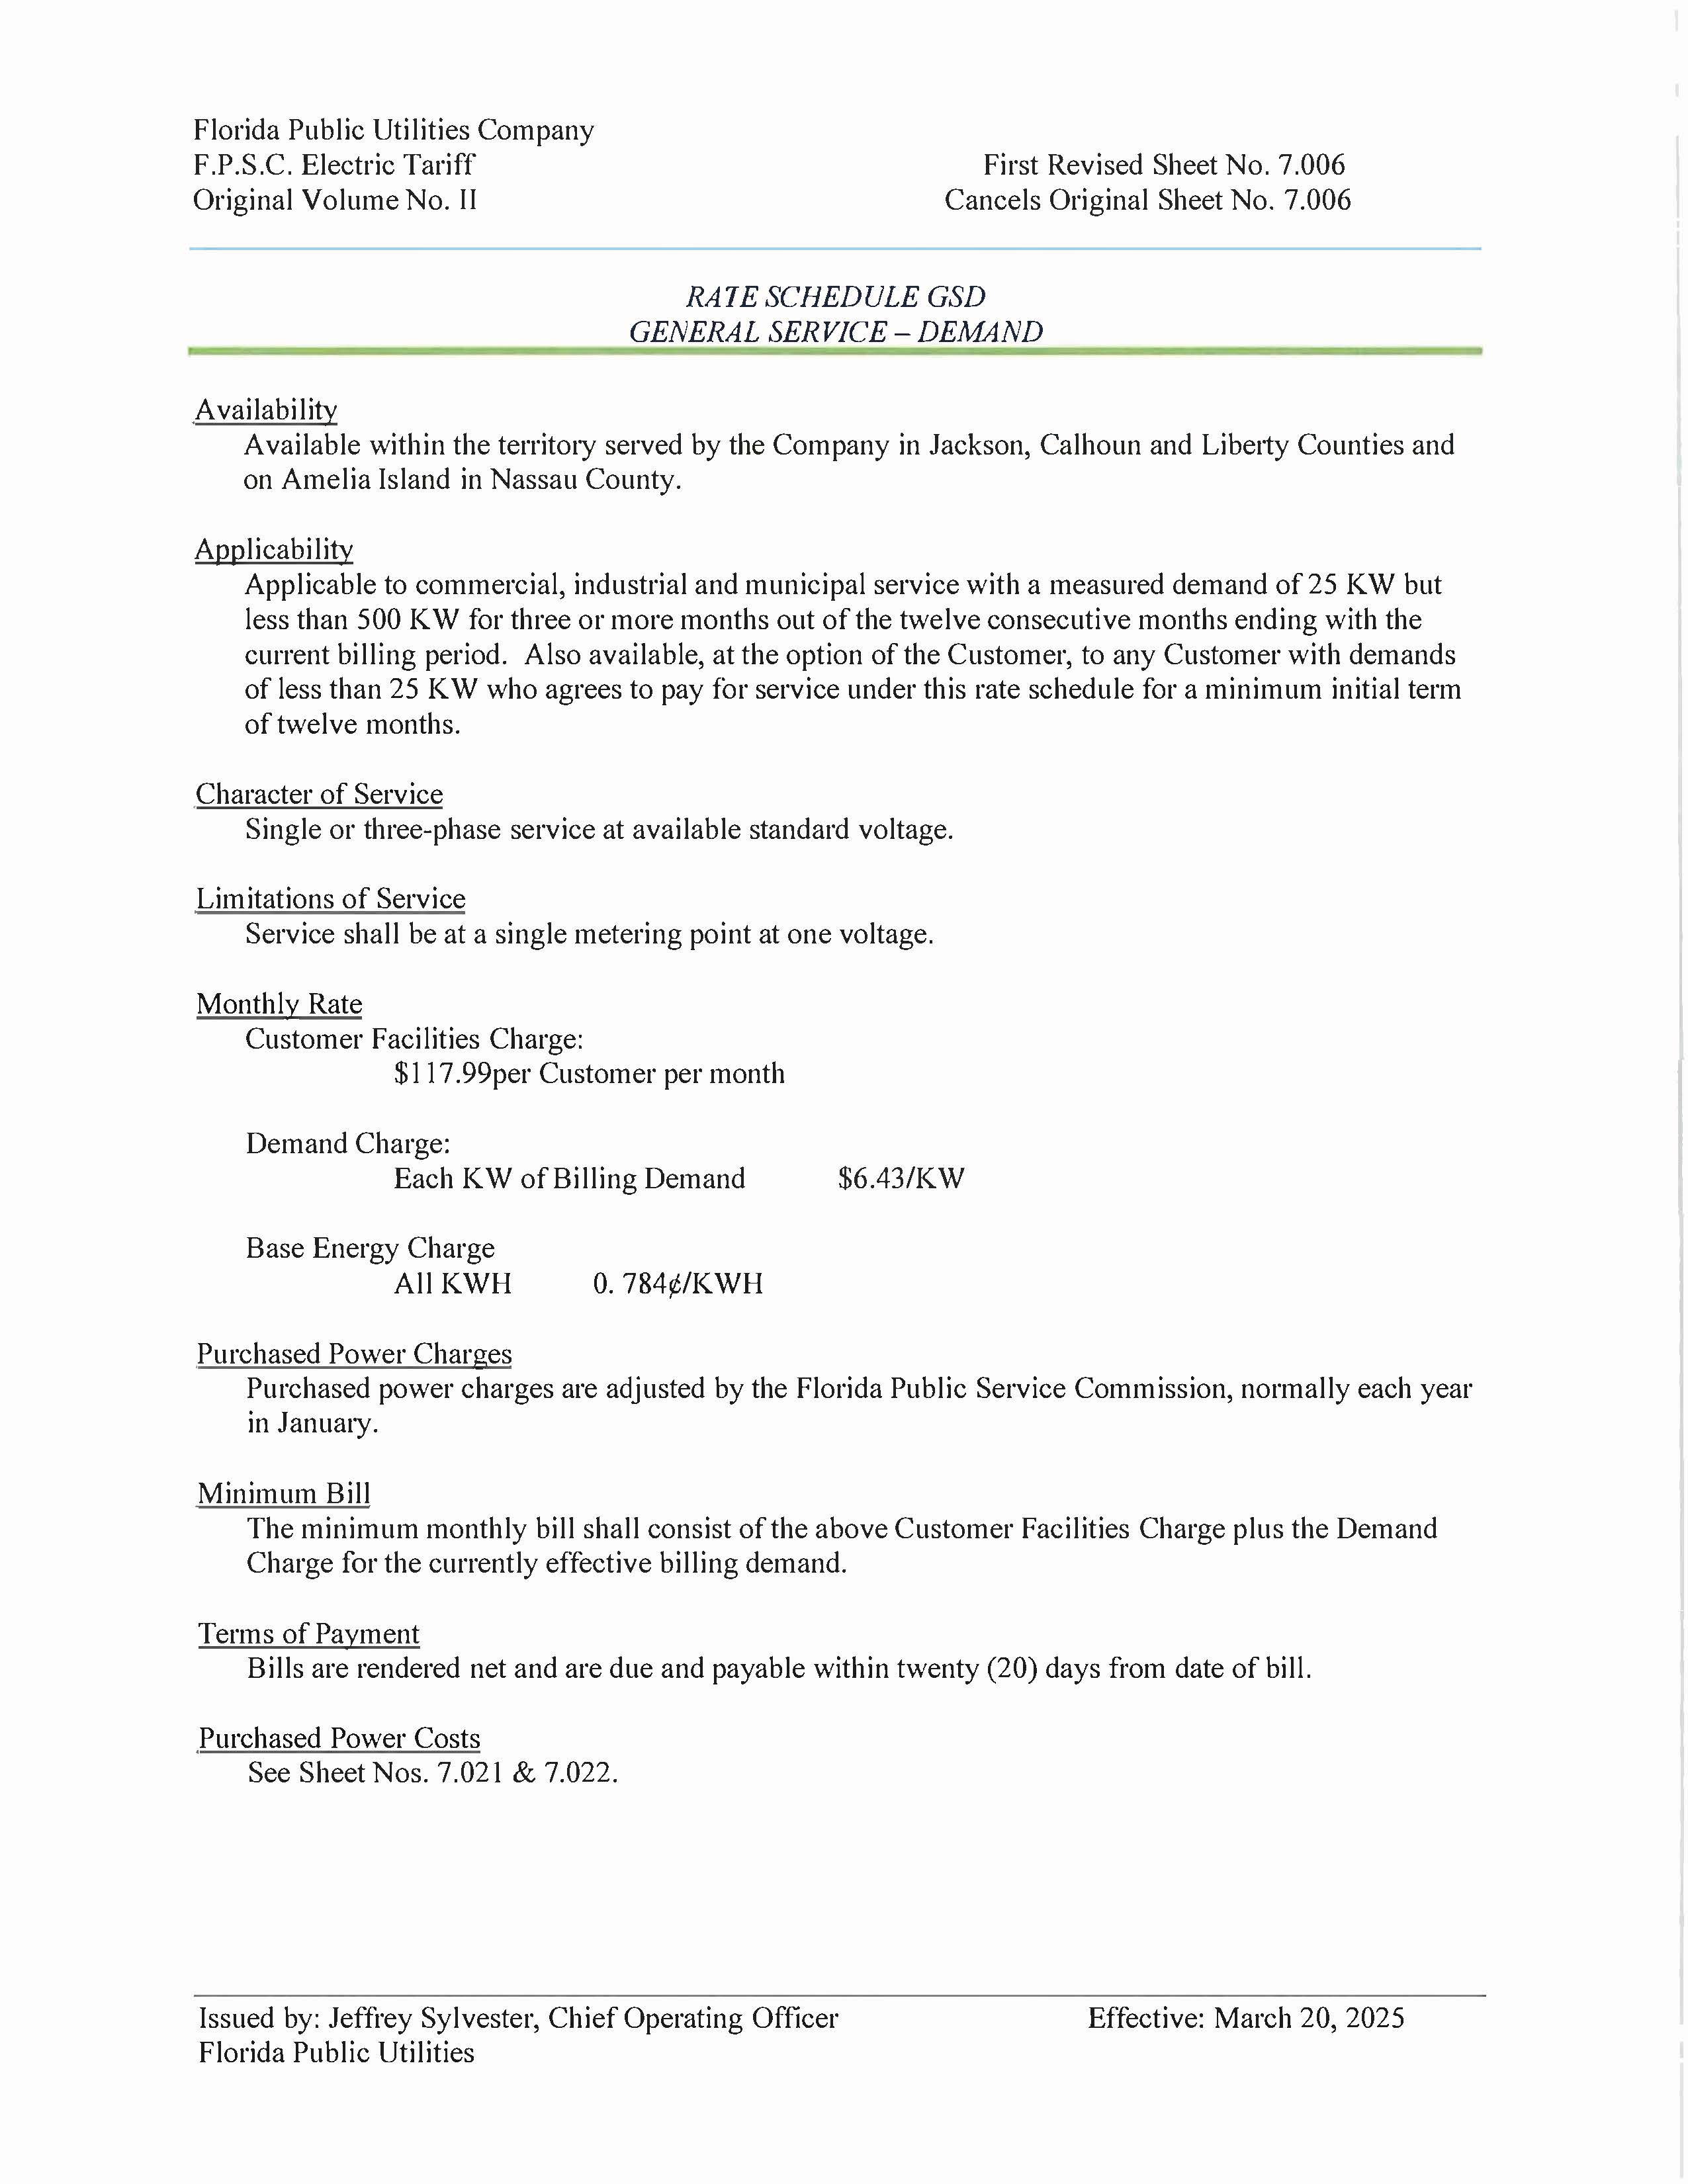 Florida Public Utilities Company
F.P.S.C. Electric Tariff
First Revised Sheet No. 7.006
Original Volume No. II
Cancels Original Sheet No. 7.006
RATE SCHEDULE GSD
GENERAL SERVICE – DEMAND
Availability
Available within the territory served by the Company in Jackson, Calhoun and Liberty Counties and
on Amelia Island in Nassau County.
Applicability
Applicable to commercial, industrial and municipal service with a measured demand of 25 KW but
less than 500 KW for three or more months out of the twelve consecutive months ending with the
current billing period. Also available, at the option of the Customer, to any Customer with demands
of less than 25 KW who agrees to pay for service under this rate schedule for a minimum initial term
of twelve months.
Character of Service
Single or three-phase service at available standard voltage.
Limitations of Service
Service shall be at a single metering point at one voltage.
Monthly Rate
Customer Facilities Charge:
$117.99per Customer per month
Demand Charge:
Each KW of Billing Demand $6.43/KW
Base Energy Charge
All KWH 0. 784¢/KWH
Purchased Power Charges
Purchased power charges are adjusted by the Florida Public Service Commission, normally each year
in January.
Minimum Bill
The minimum monthly bill shall consist of the above Customer Facilities Charge plus the Demand
Charge for the currently effective billing demand.
Terms of Payment
Bills are rendered net and are due and payable within twenty (20) days from date of bill.
Purchased Power Costs
See Sheet Nos. 7.021 & 7.022.
Issued by: Jeffrey Sylvester, Chief Operating Officer
Effective: March 20, 2025
Florida Public Utilities